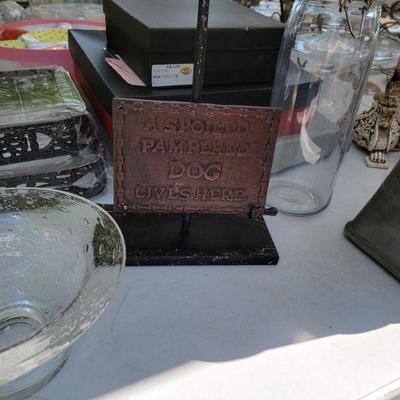 A SPOILED,
PAMPERED
DOG
LIVES HERE